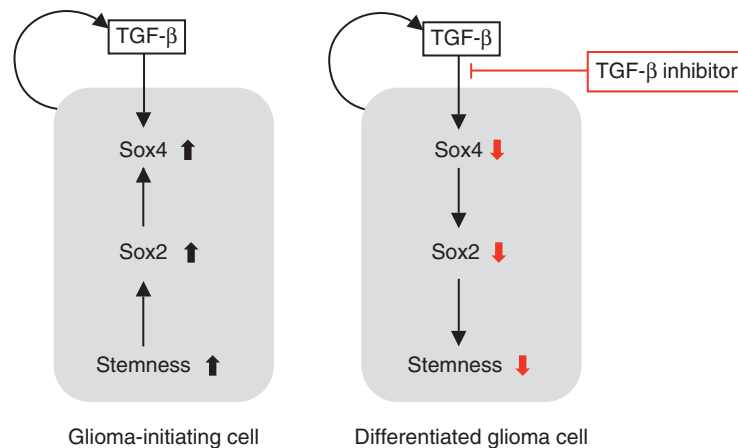 TGF-β
Sox4
Sox2
Stemness
Glioma-initiating cell
TGF-β
TGF-β inhibitor
Sox4
Sox2
Stemness
Differentiated glioma cell